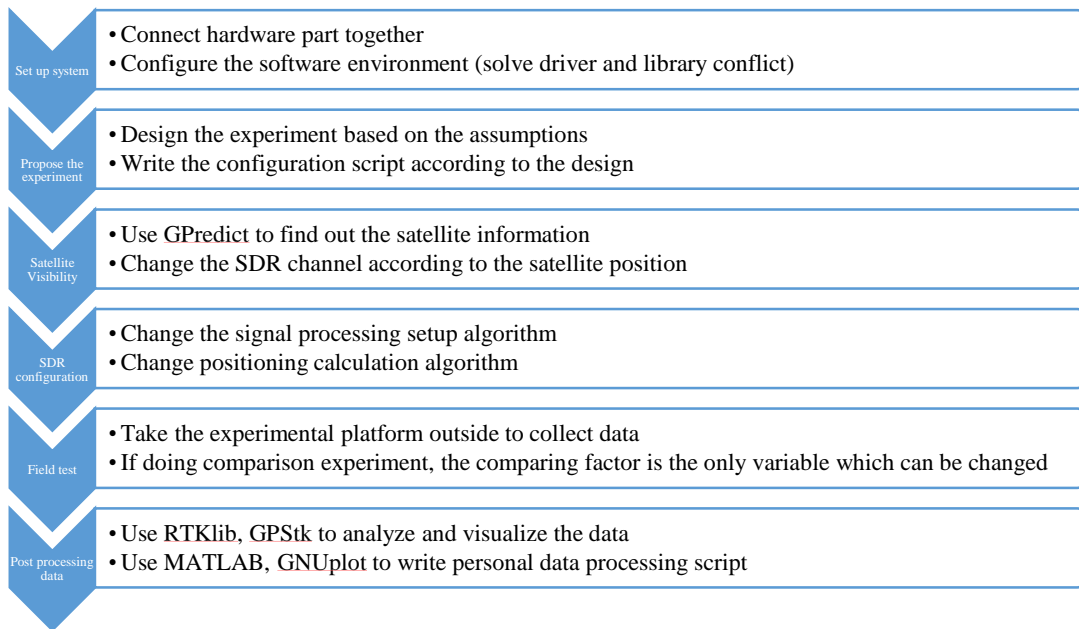 Set up system
• Connect hardware part together
• Configure the software environment (solve driver and library conflict)
Propose the
experiment
• Design the experiment based on the assumptions
• Write the configuration script according to the design
Satellite
Visibility
• Use GPredict to find out the satellite information
• Change the SDR channel according to the satellite position
SDR
configuration
• Change the signal processing setup algorithm
• Change positioning calculation algorithm
Field test
• Take the experimental platform outside to collect data
• If doing comparison experiment, the comparing factor is the only variable which can be changed
Post processing
data
• Use RTKlib, GPStk to analyze and visualize the data
• Use MATLAB, GNUplot to write personal data processing script